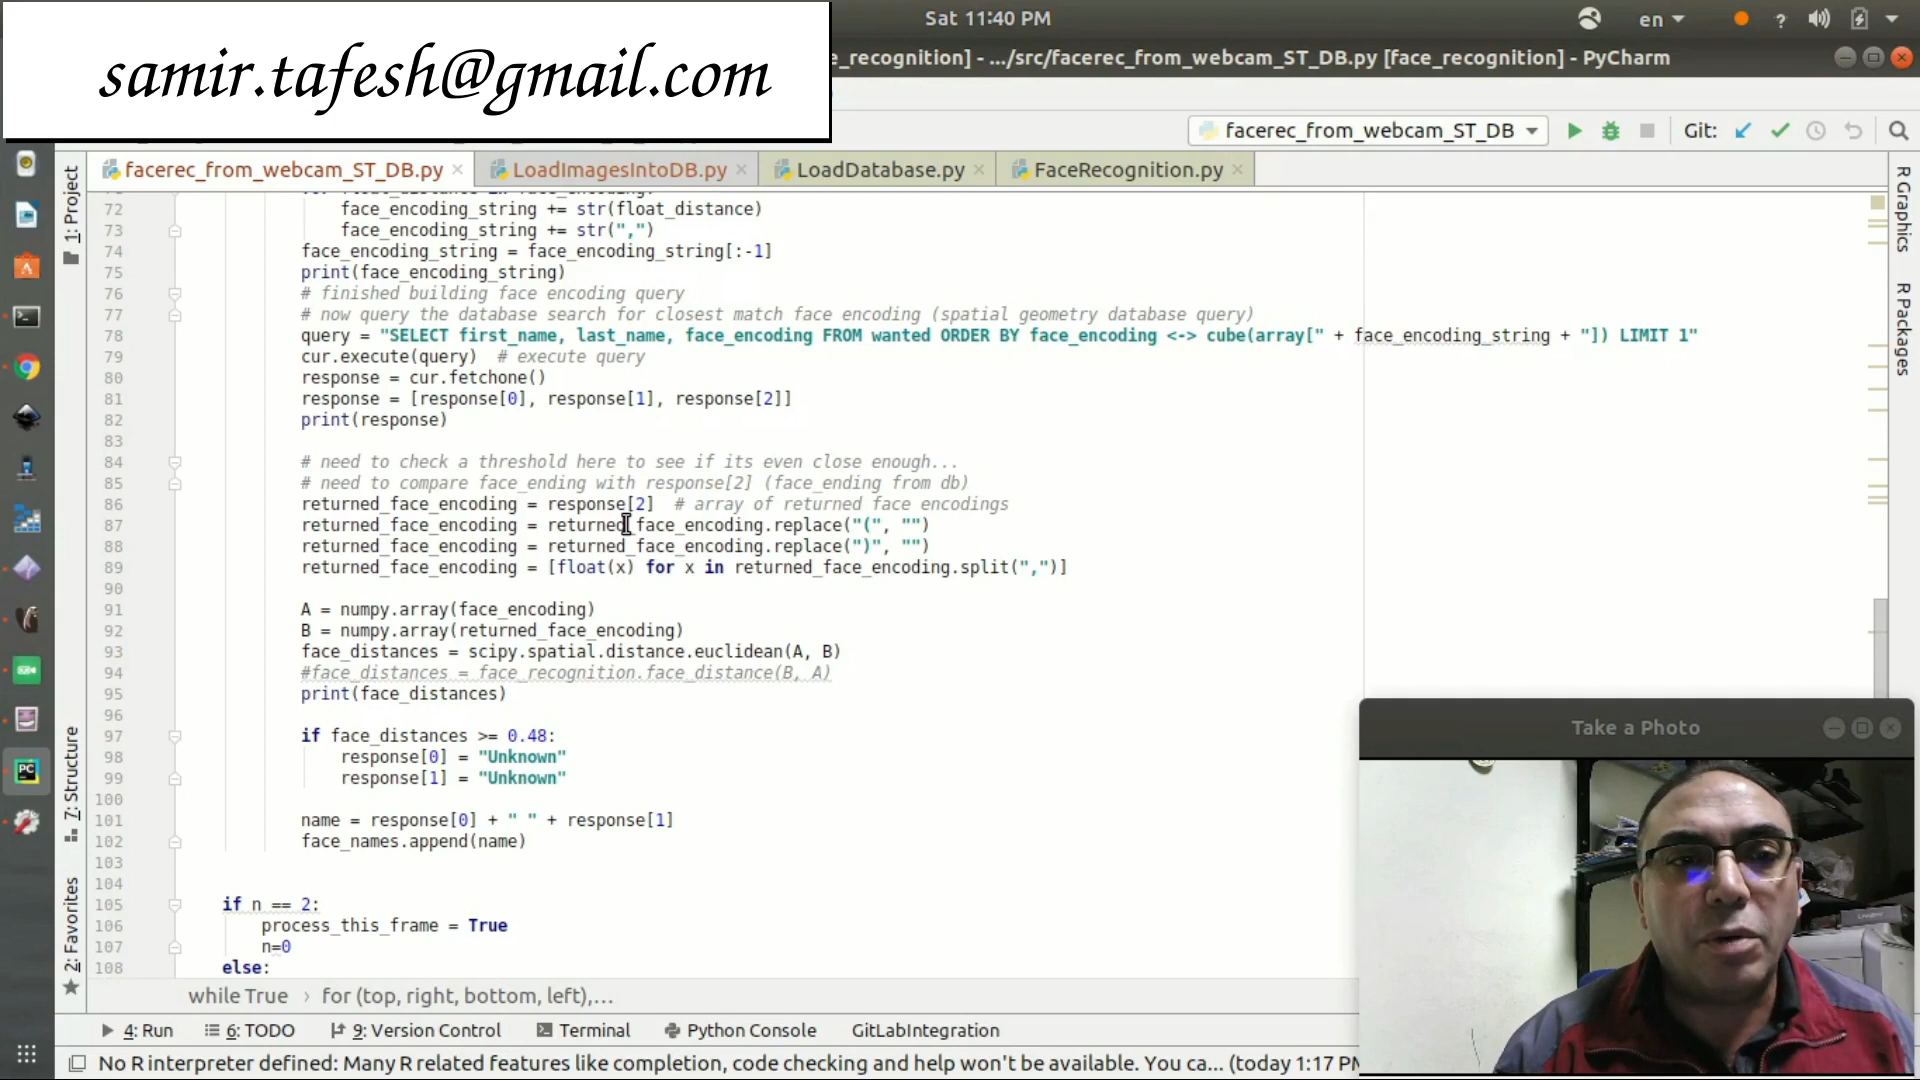 samir.tafesh@gmail.com
Sat 11:40 PM
en
?
e_recognition] - .../src/facerec_from_webcam_ST_DB.py [face_recognition] - PyCharm
facerec_from_webcam_ST_DB
Git:
facerec_from_webcam_ST_DB.py
LoadImagesIntoDB.py
LoadDatabase.py
FaceRecognition.py
1: Project
7: Structure
2: Favorites
R Graphics
R Packages
72 face_encoding_string += str(float_distance)
73 face_encoding_string += str(",")
74 face_encoding_string = face_encoding_string[:-1]
75 print(face_encoding_string)
76 # finished building face encoding query
77 # now query the database search for closest match face encoding (spatial geometry database query)
78 query = "SELECT first_name, last_name, face_encoding FROM wanted ORDER BY face_encoding <-> cube(array[" + face_encoding_string + "]) LIMIT 1"
79 cur.execute(query)  # execute query
80 response = cur.fetchone()
81 response = [response[0], response[1], response[2]]
82 print(response)
83
84 # need to check a threshold here to see if its even close enough...
85 # need to compare face_ending with response[2] (face_ending from db)
86 returned_face_encoding = response[2]  # array of returned face encodings
87 returned_face_encoding = returned_face_encoding.replace("(", "")
88 returned_face_encoding = returned_face_encoding.replace(")", "")
89 returned_face_encoding = [float(x) for x in returned_face_encoding.split(",")]
90
91 A = numpy.array(face_encoding)
92 B = numpy.array(returned_face_encoding)
93 face_distances = scipy.spatial.distance.euclidean(A, B)
94 #face_distances = face_recognition.face_distance(B, A)
95 print(face_distances)
96
97 if face_distances >= 0.48:
98 response[0] = "Unknown"
99 response[1] = "Unknown"
100
101 name = response[0] + " " + response[1]
102 face_names.append(name)
103
104
105 if n == 2:
106 process_this_frame = True
107 n=0
108 else:
Take a Photo
while True › for (top, right, bottom, left),...
4: Run
6: TODO
9: Version Control
Terminal
Python Console
GitLabIntegration
No R interpreter defined: Many R related features like completion, code checking and help won't be available. You ca... (today 1:17 PM